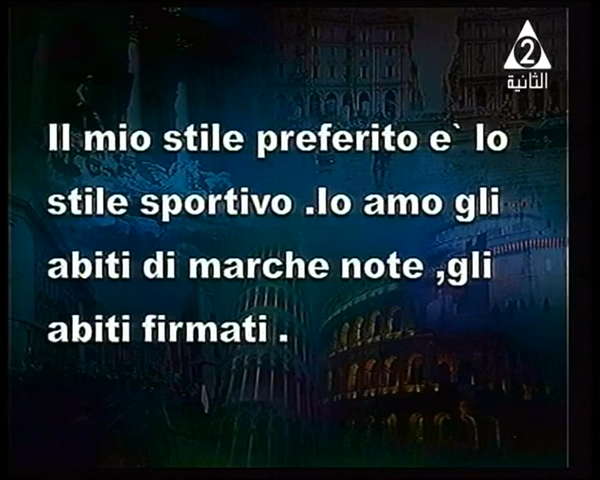 2
الثانية
Il mio stile preferito e` lo
stile sportivo .Io amo gli
abiti di marche note ,gli
abiti firmati .